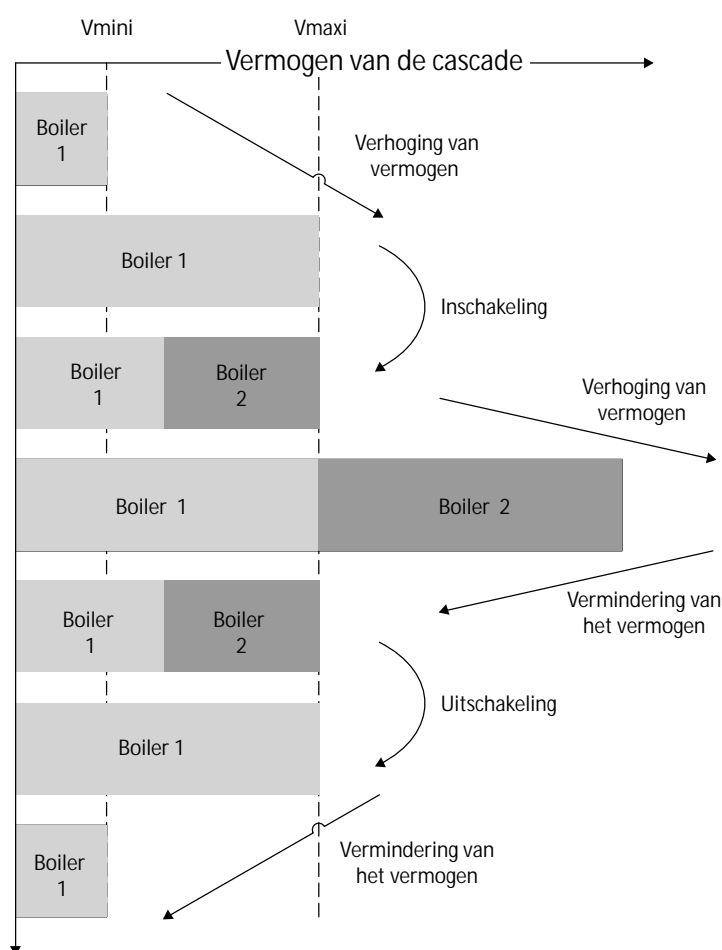 Vmini
Vmaxi
Vermogen van de cascade
Boiler
1
Verhoging van
vermogen
Boiler 1
Inschakeling
Boiler
1
Boiler
2
Verhoging van
vermogen
Boiler 1
Boiler 2
Vermindering van
het vermogen
Boiler
1
Boiler
2
Uitschakeling
Boiler 1
Boiler
1
Vermindering van
het vermogen